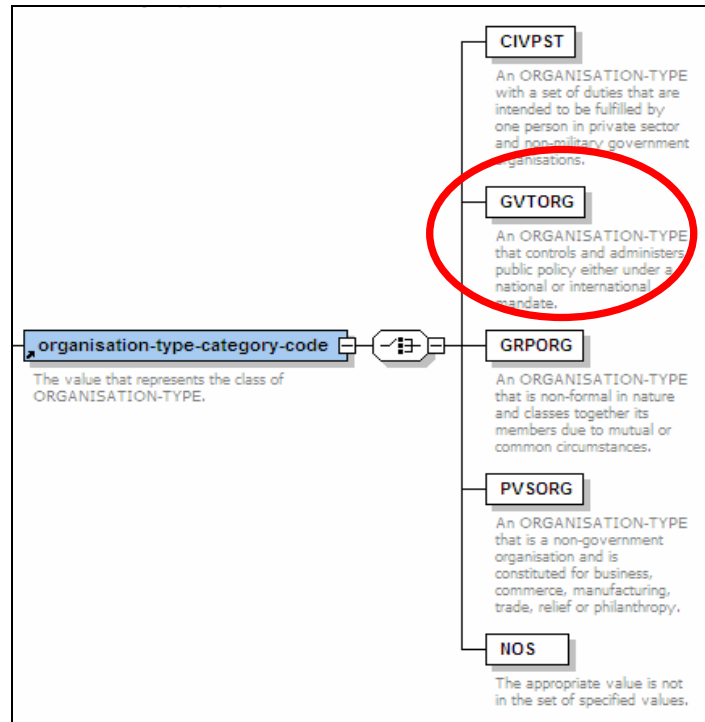 CIVPST
An ORGANISATION-TYPE
with a set of duties that are
intended to be fulfilled by
one person in private sector
and non-military government
organisations.
GVTORG
An ORGANISATION-TYPE
that controls and administers
public policy either under a
national or international
mandate.
organisation-type-category-code
The value that represents the class of
ORGANISATION-TYPE.
GRPORG
An ORGANISATION-TYPE
that is non-formal in nature
and classes together its
members due to mutual or
common circumstances.
PVSORG
An ORGANISATION-TYPE
that is a non-government
organisation and is
constituted for business,
commerce, manufacturing,
trade, relief or philanthropy.
NOS
The appropriate value is not
in the set of specified values.